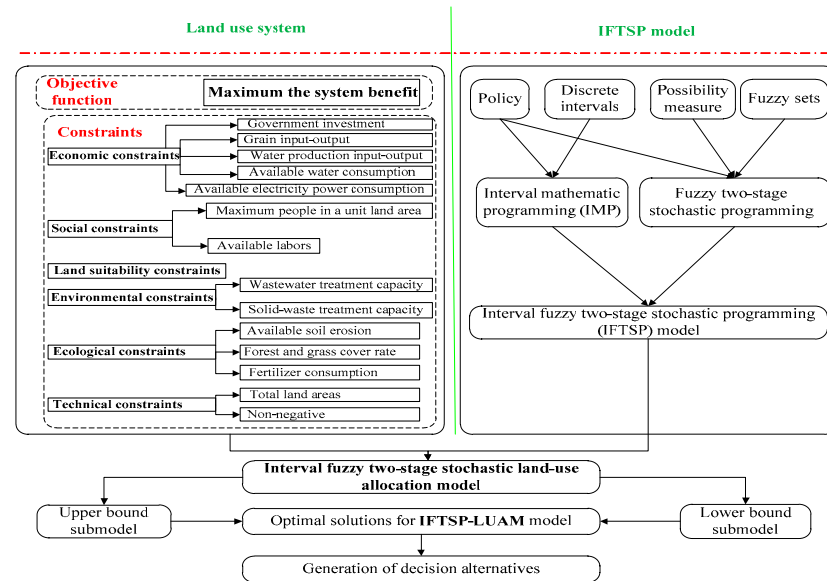 Land use system
IFTSP model
Objective
function
Maximum the system benefit
Constraints
Economic constraints
Government investment
Grain input-output
Water production input-output
Available water consumption
Available electricity power consumption
Social constraints
Maximum people in a unit land area
Available labors
Land suitability constraints
Environmental constraints
Wastewater treatment capacity
Solid-waste treatment capacity
Ecological constraints
Available soil erosion
Forest and grass cover rate
Fertilizer consumption
Technical constraints
Total land areas
Non-negative
Policy
Discrete
intervals
Possibility
measure
Fuzzy sets
Interval mathematic
programming (IMP)
Fuzzy two-stage
stochastic programming
Interval fuzzy two-stage stochastic programming
(IFTSP) model
Interval fuzzy two-stage stochastic land-use
allocation model
Upper bound
submodel
Optimal solutions for IFTSP-LUAM model
Lower bound
submodel
Generation of decision alternatives